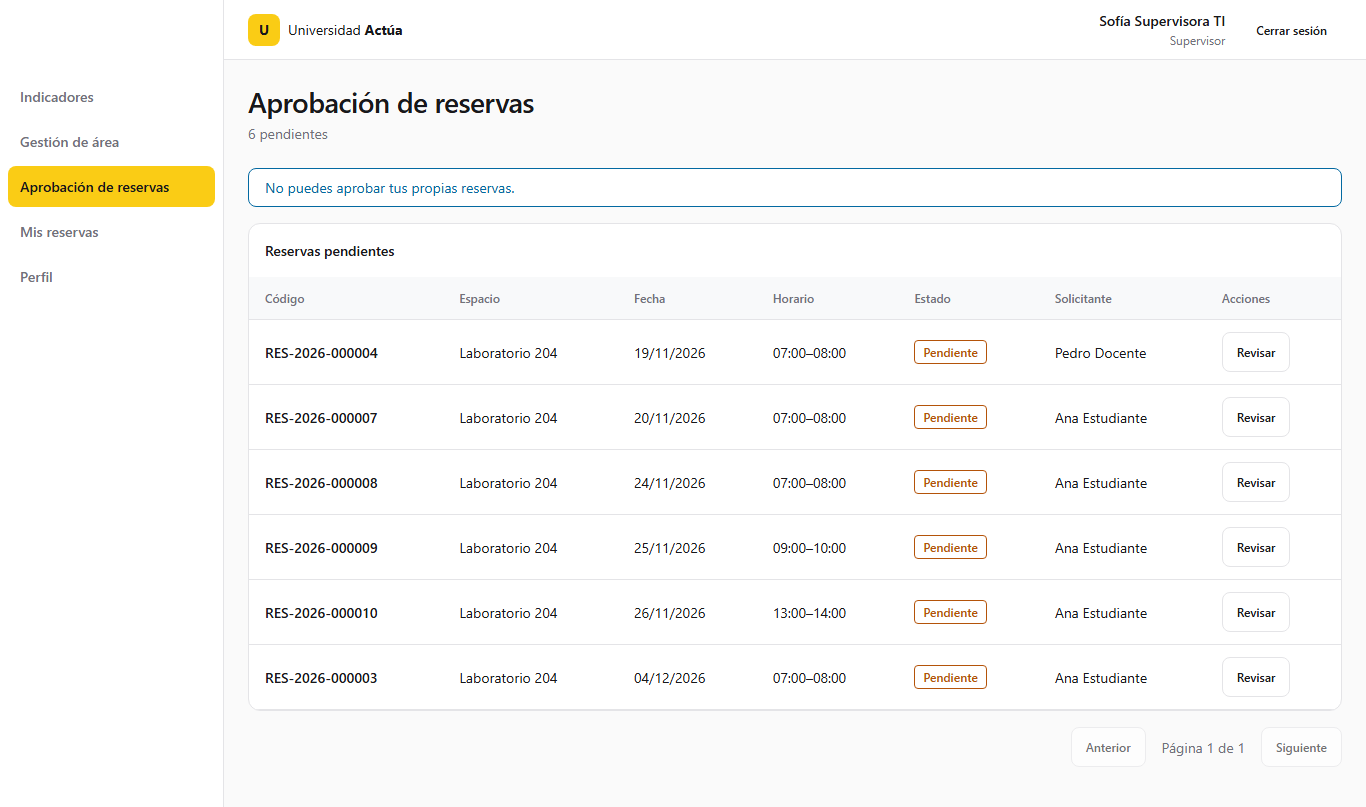 U Universidad Actúa
Sofía Supervisora TI
Supervisor
Cerrar sesión
Indicadores
Gestión de área
Aprobación de reservas
Mis reservas
Perfil
Aprobación de reservas
6 pendientes
No puedes aprobar tus propias reservas.
Reservas pendientes
Código Espacio Fecha Horario Estado Solicitante Acciones
RES-2026-000004 Laboratorio 204 19/11/2026 07:00–08:00 Pendiente Pedro Docente Revisar
RES-2026-000007 Laboratorio 204 20/11/2026 07:00–08:00 Pendiente Ana Estudiante Revisar
RES-2026-000008 Laboratorio 204 24/11/2026 07:00–08:00 Pendiente Ana Estudiante Revisar
RES-2026-000009 Laboratorio 204 25/11/2026 09:00–10:00 Pendiente Ana Estudiante Revisar
RES-2026-000010 Laboratorio 204 26/11/2026 13:00–14:00 Pendiente Ana Estudiante Revisar
RES-2026-000003 Laboratorio 204 04/12/2026 07:00–08:00 Pendiente Ana Estudiante Revisar
Anterior Página 1 de 1 Siguiente